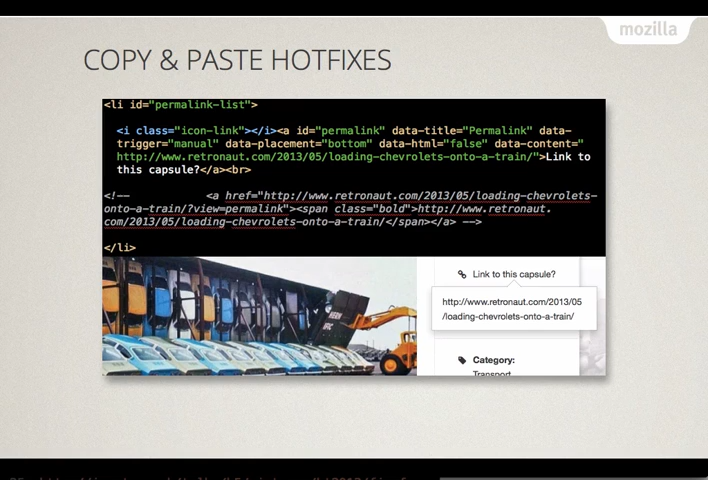 mozilla
COPY & PASTE HOTFIXES
<li id="permalink-list">
<i class="icon-link"></i><a id="permalink" data-title="Permalink" data-
trigger="manual" data-placement="bottom" data-html="false" data-content="
http://www.retronaut.com/2013/05/loading-chevrolets-onto-a-train/">Link to
this capsule?</a><br>
<!-- <a href="http://www.retronaut.com/2013/05/loading-chevrolets-
onto-a-train/?view=permalink"><span class="bold">http://www.retronaut.
com/2013/05/loading-chevrolets-onto-a-train/</span></a> -->
</li>
Link to this capsule?
http://www.retronaut.com/2013/05
/loading-chevrolets-onto-a-train/
Category:
Transport